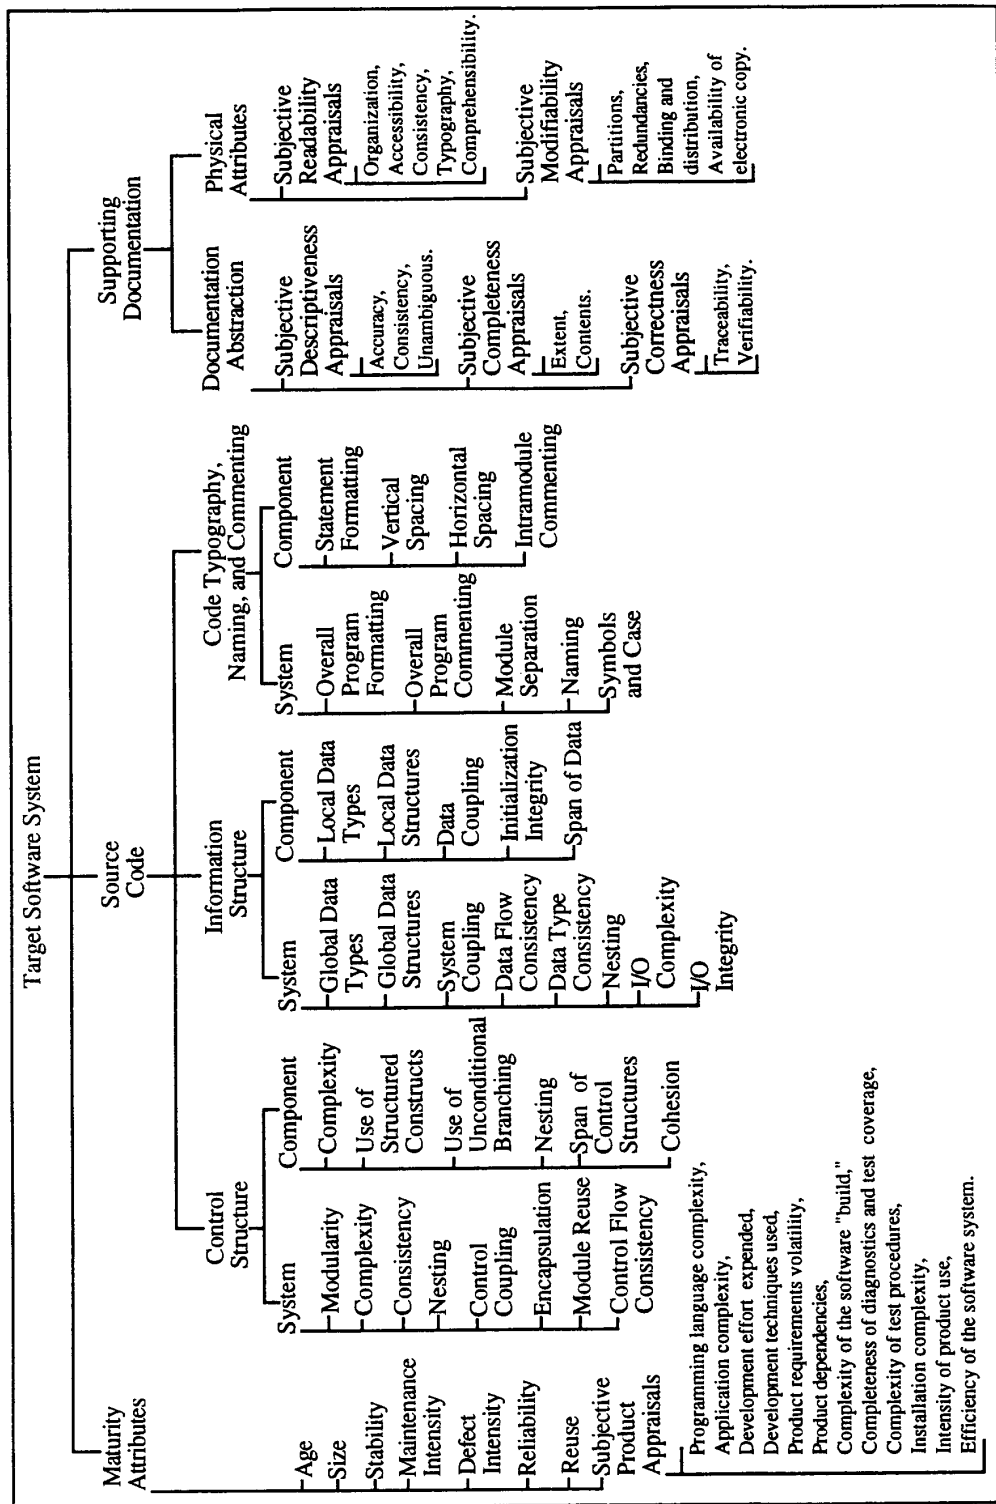 Target Software System
Maturity
Attributes
Age
Size
Stability
Maintenance
Intensity
Defect
Intensity
Reliability
Reuse
Subjective
Product
Appraisals
Programming language complexity,
Application complexity,
Development effort expended,
Development techniques used,
Product requirements volatility,
Product dependencies,
Complexity of the software "build,"
Completeness of diagnostics and test coverage,
Complexity of test procedures,
Installation complexity,
Intensity of product use,
Efficiency of the software system.
Source
Code
Control
Structure
System
Modularity
Complexity
Consistency
Nesting
Control
Coupling
Encapsulation
Module Reuse
Control Flow
Consistency
Component
Complexity
Use of
Structured
Constructs
Use of
Unconditional
Branching
Nesting
Span of
Control
Structures
Cohesion
Information
Structure
System
Global Data
Types
Global Data
Structures
System
Coupling
Data Flow
Consistency
Data Type
Consistency
Nesting
I/O
Complexity
I/O
Integrity
Component
Local Data
Types
Local Data
Structures
Data
Coupling
Initialization
Integrity
Span of Data
Code Typography,
Naming, and Commenting
System
Overall
Program
Formatting
Overall
Program
Commenting
Module
Separation
Naming
Symbols
and Case
Component
Statement
Formatting
Vertical
Spacing
Horizontal
Spacing
Intramodule
Commenting
Supporting
Documentation
Documentation
Abstraction
Subjective
Descriptiveness
Appraisals
Accuracy,
Consistency,
Unambiguous.
Subjective
Completeness
Appraisals
Extent,
Contents.
Subjective
Correctness
Appraisals
Traceability,
Verifiability.
Physical
Attributes
Subjective
Readability
Appraisals
Organization,
Accessibility,
Consistency,
Typography,
Comprehensibility.
Subjective
Modifiability
Appraisals
Partitions,
Redundancies,
Binding and
distribution,
Availability of
electronic copy.